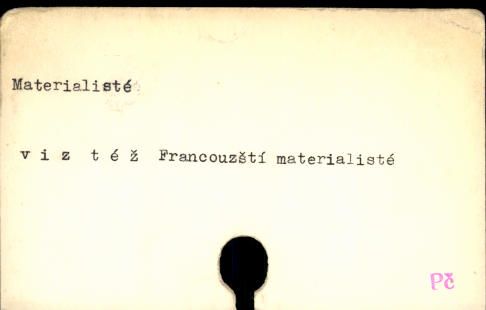 Materialisté
v i z  t é ž  Francouzští materialisté
Pč